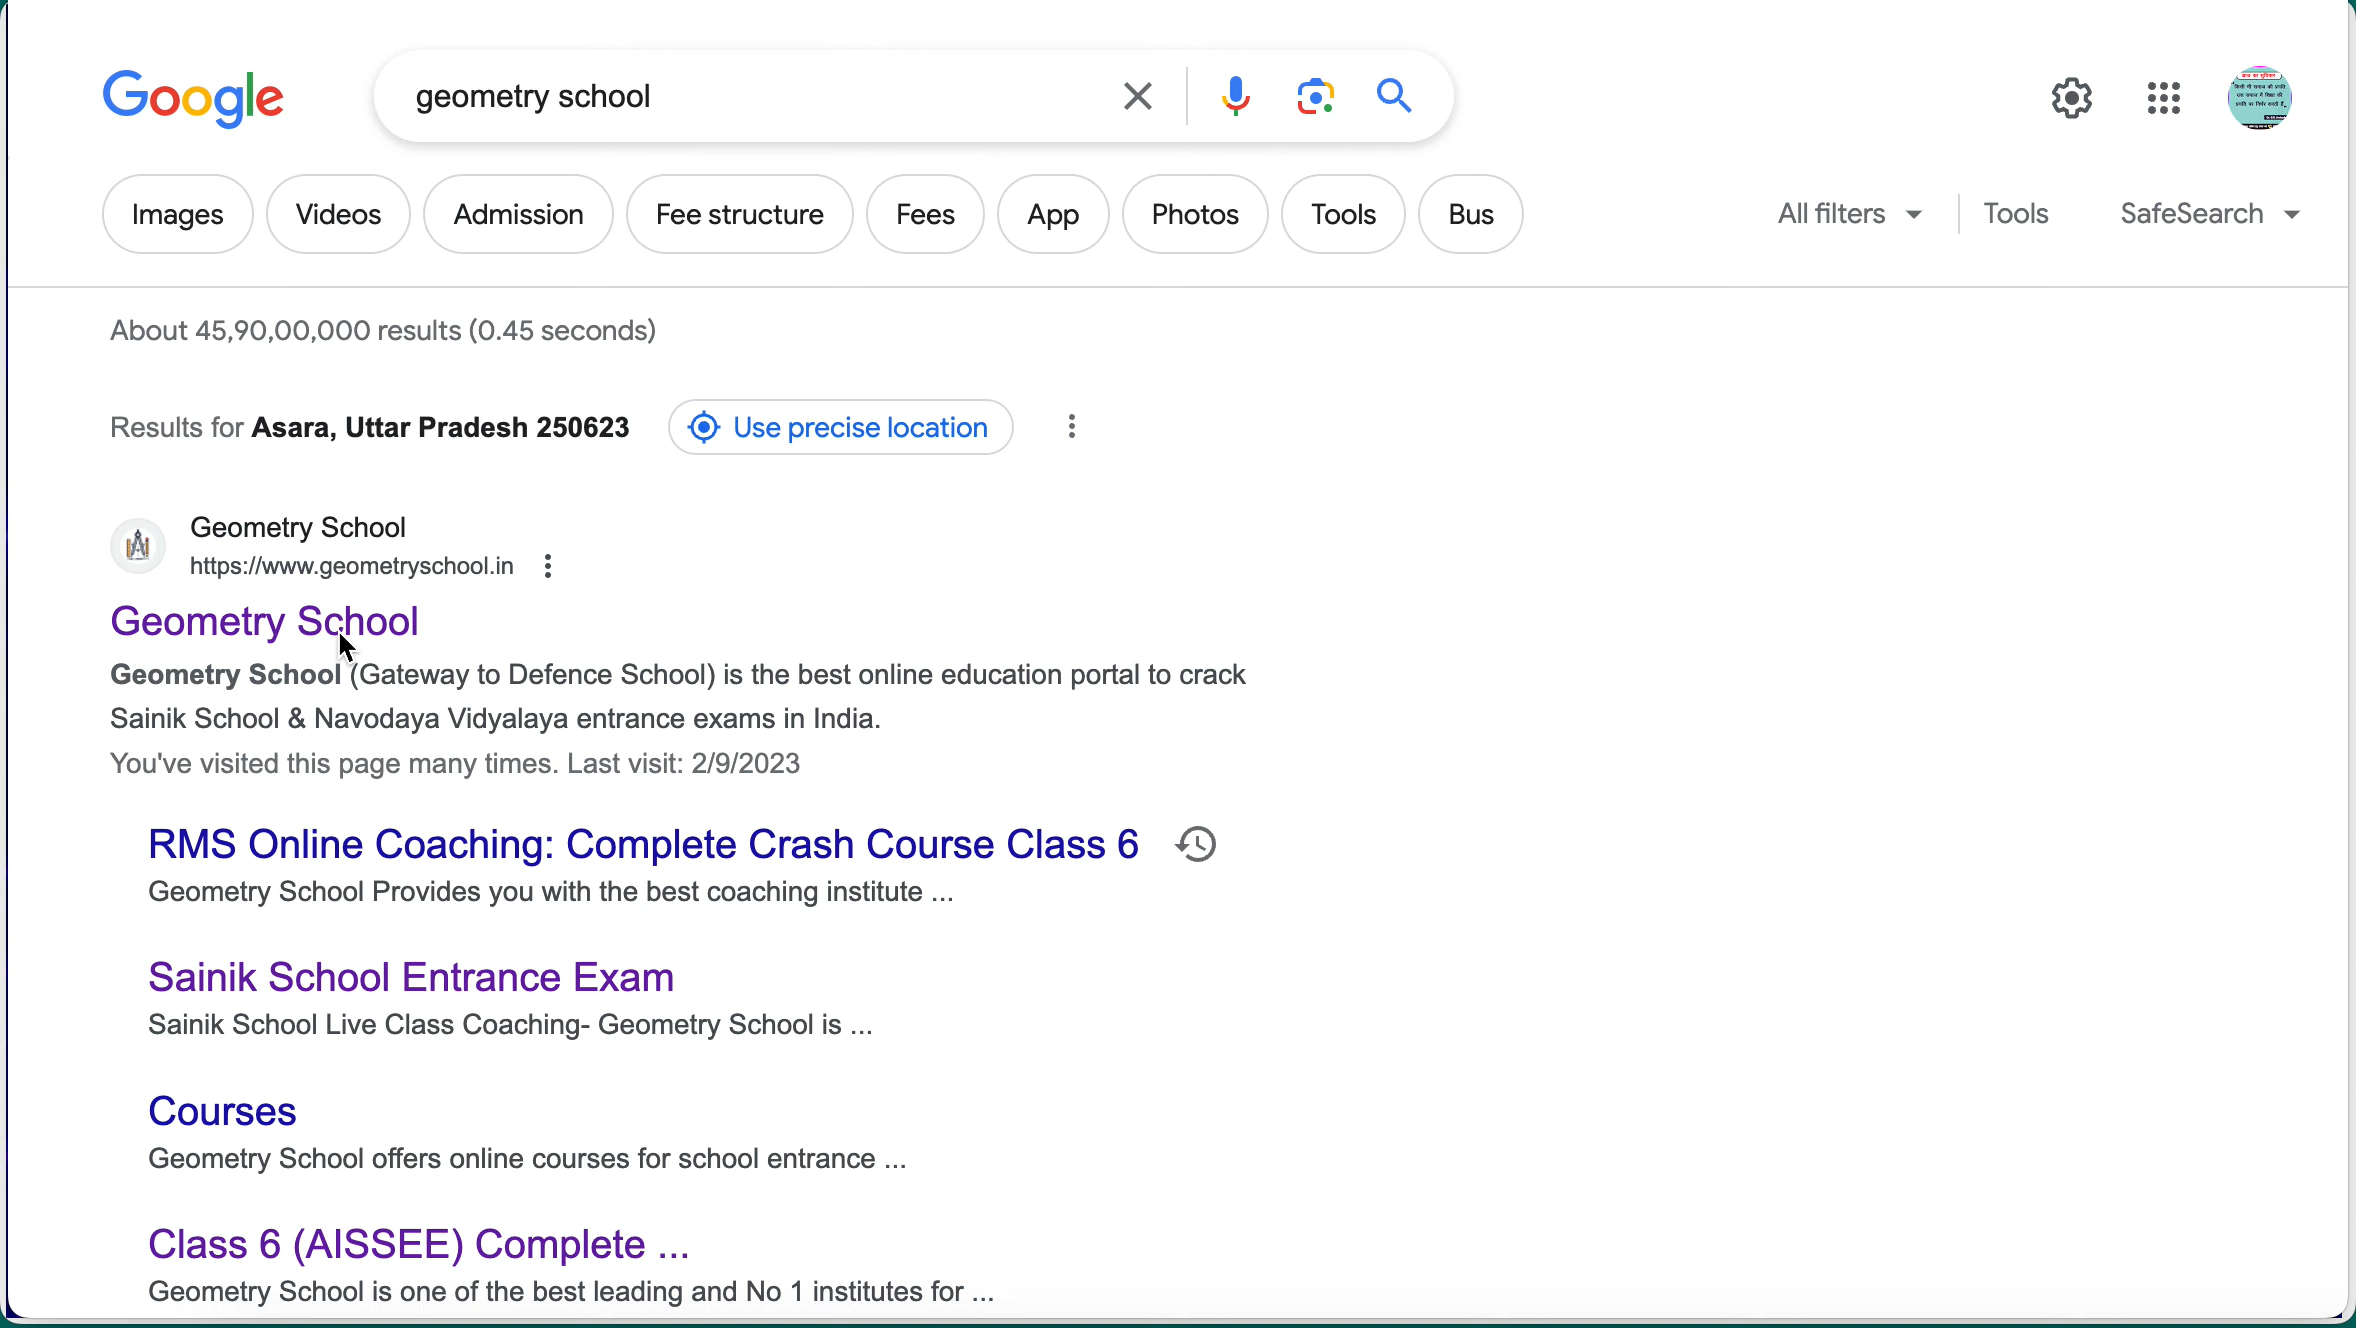 Google
geometry school
Images
Videos
Admission
Fee structure
Fees
App
Photos
Tools
Bus
All filters
Tools
SafeSearch
About 45,90,00,000 results (0.45 seconds)
Results for Asara, Uttar Pradesh 250623
Use precise location
Geometry School
https://www.geometryschool.in
Geometry School
Geometry School (Gateway to Defence School) is the best online education portal to crack
Sainik School & Navodaya Vidyalaya entrance exams in India.
You've visited this page many times. Last visit: 2/9/2023
RMS Online Coaching: Complete Crash Course Class 6
Geometry School Provides you with the best coaching institute ...
Sainik School Entrance Exam
Sainik School Live Class Coaching- Geometry School is ...
Courses
Geometry School offers online courses for school entrance ...
Class 6 (AISSEE) Complete ...
Geometry School is one of the best leading and No 1 institutes for ...